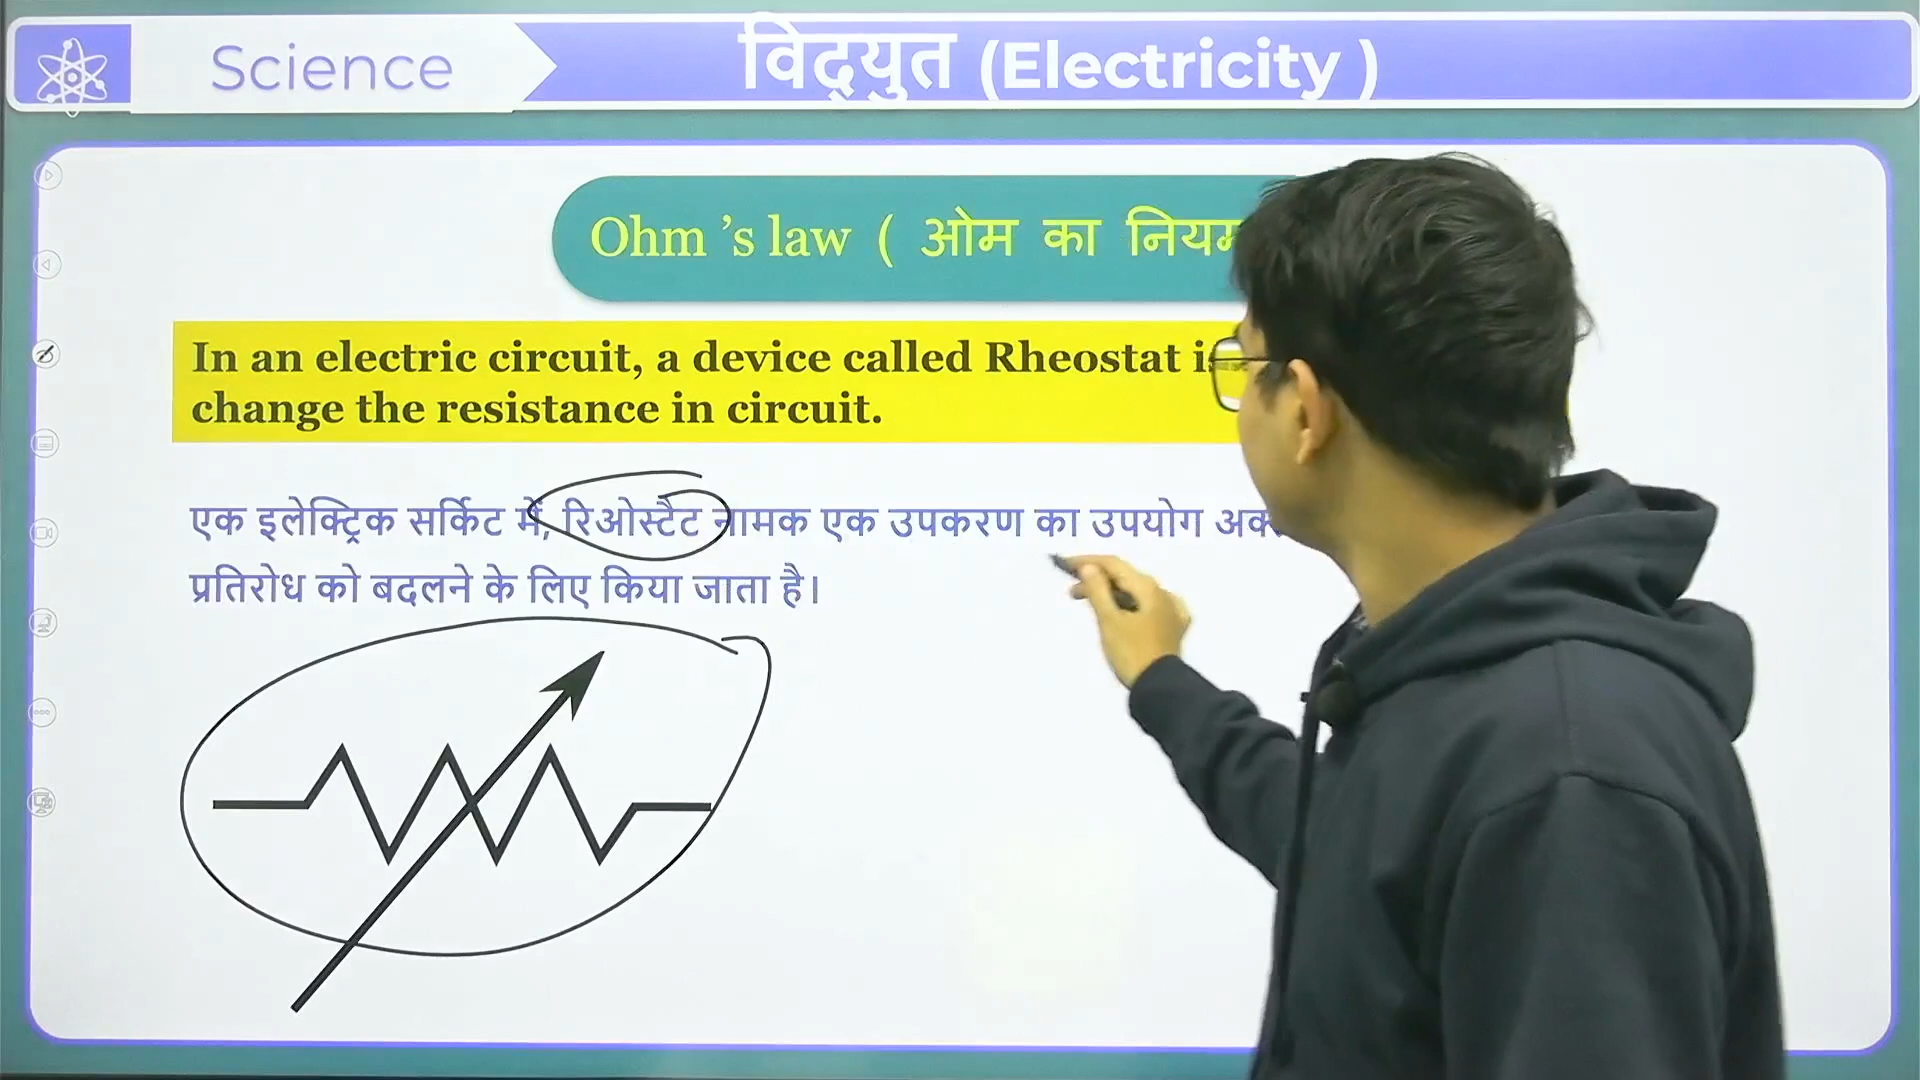 Science
विद्युत (Electricity )
Ohm 's law ( ओम का नियम
In an electric circuit, a device called Rheostat is
change the resistance in circuit.
एक इलेक्ट्रिक सर्किट में, रिओस्टैट नामक एक उपकरण का उपयोग
प्रतिरोध को बदलने के लिए किया जाता है।